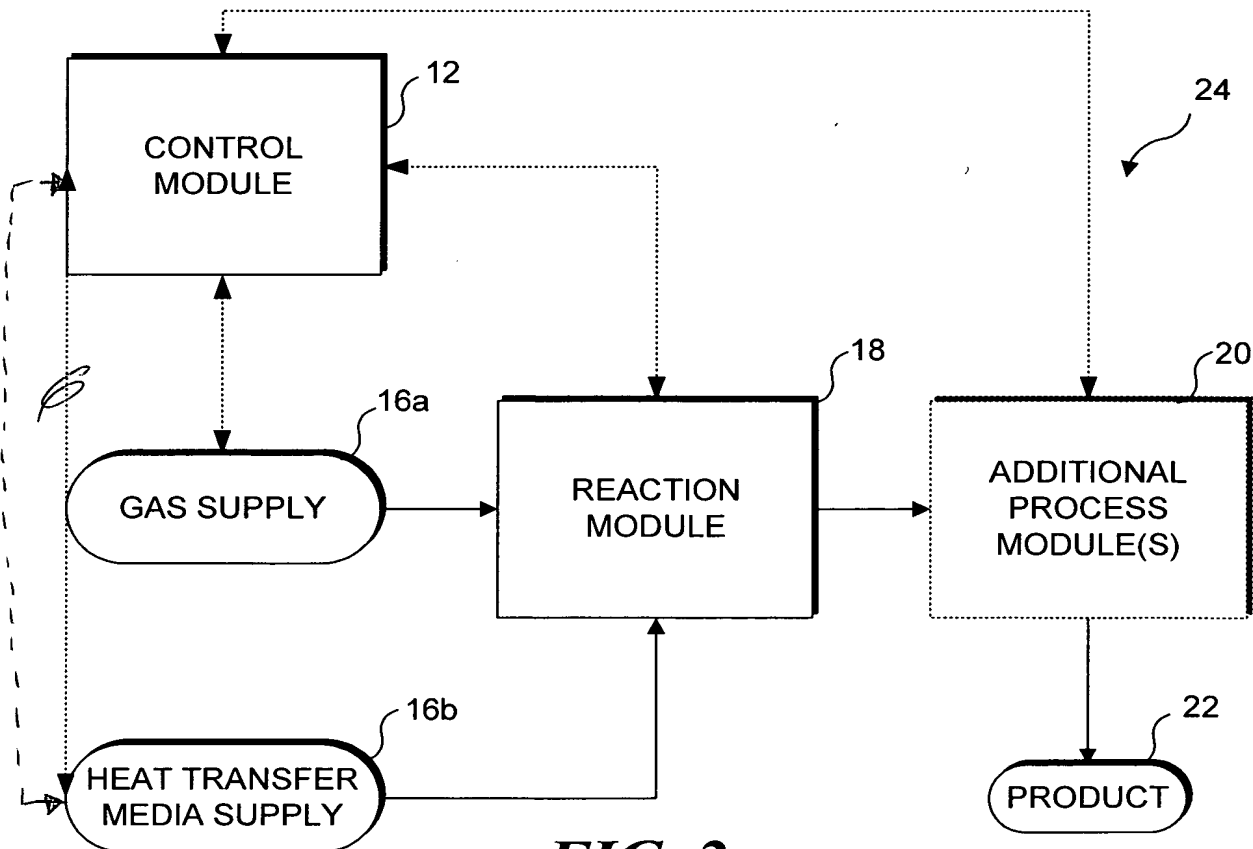 12
CONTROL
MODULE
24
18
20
16a
GAS SUPPLY
REACTION
MODULE
ADDITIONAL
PROCESS
MODULE(S)
16b
22
HEAT TRANSFER
MEDIA SUPPLY
PRODUCT